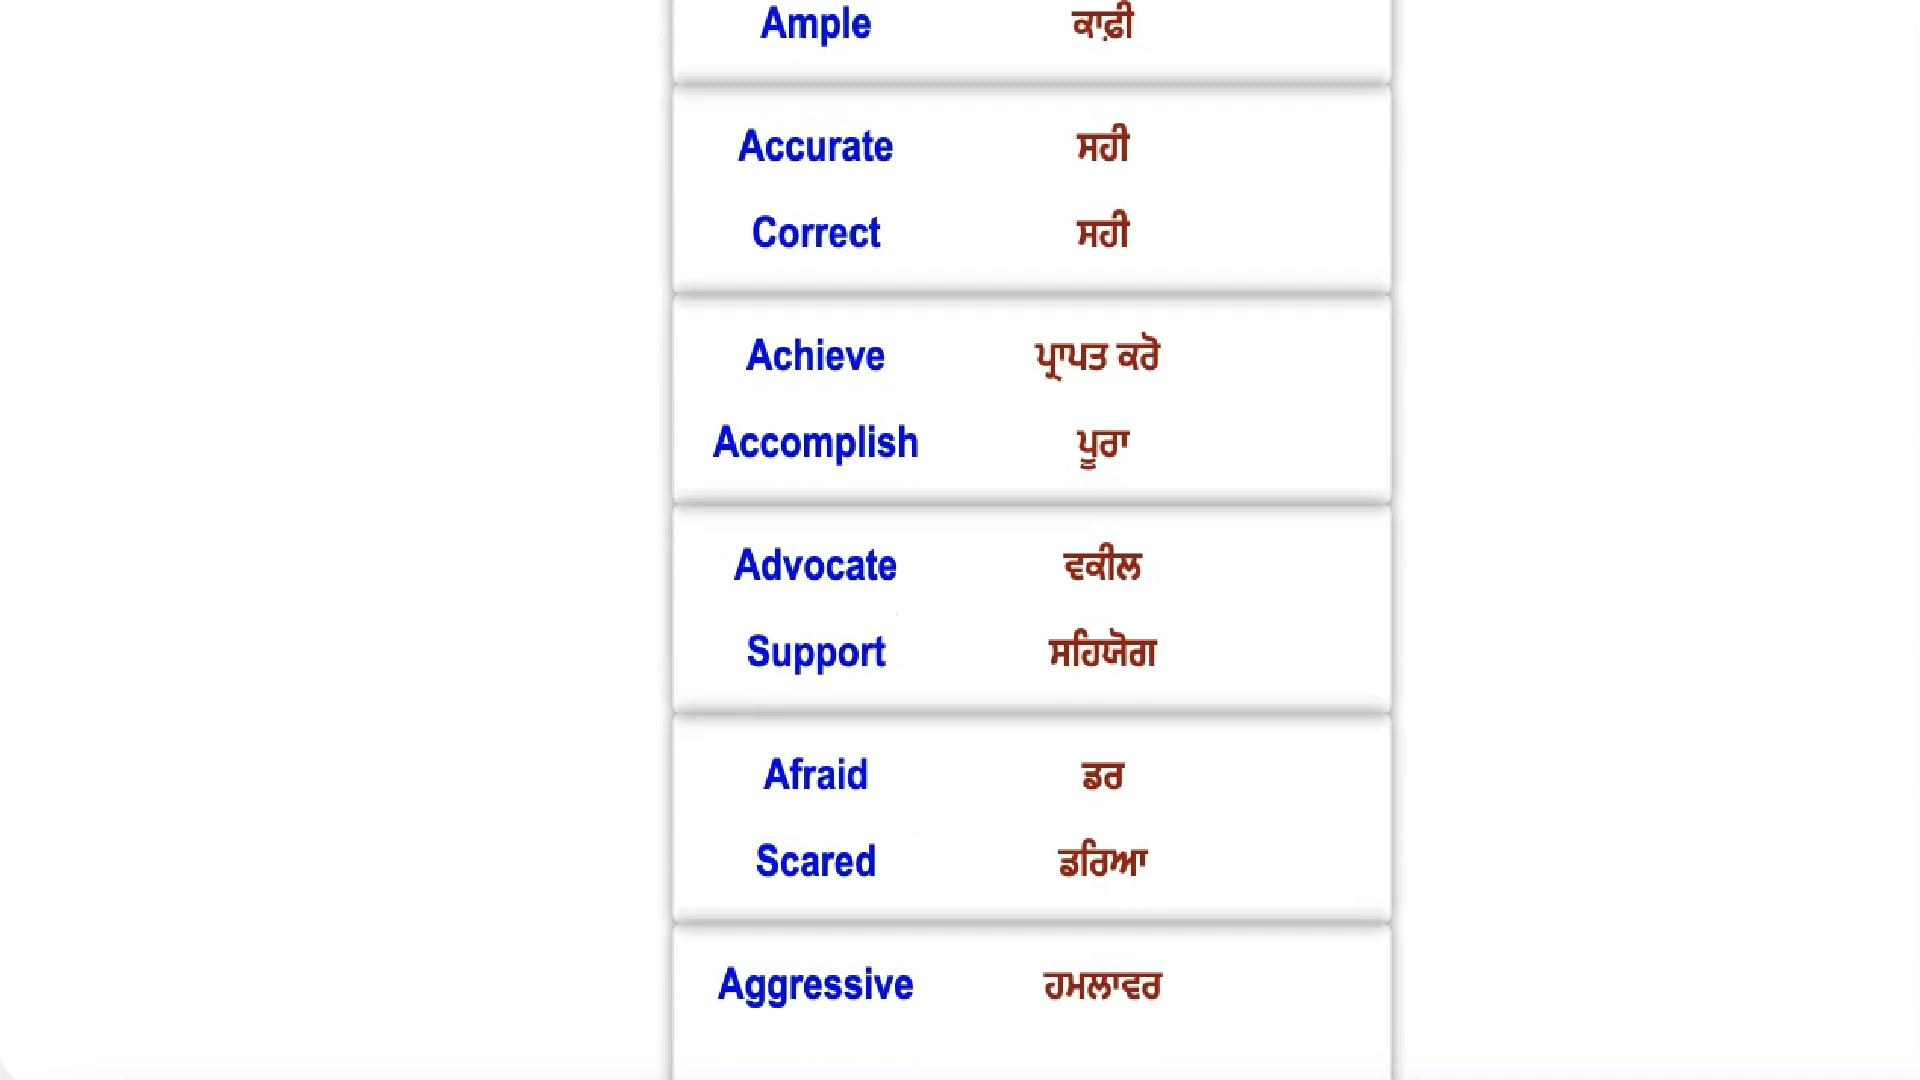 Ample ਕਾਫ਼ੀ
Accurate ਸਹੀ
Correct ਸਹੀ
Achieve ਪ੍ਰਾਪਤ ਕਰੋ
Accomplish ਪੂਰਾ
Advocate ਵਕੀਲ
Support ਸਹਿਯੋਗ
Afraid ਡਰ
Scared ਡਰਿਆ
Aggressive ਹਮਲਾਵਰ